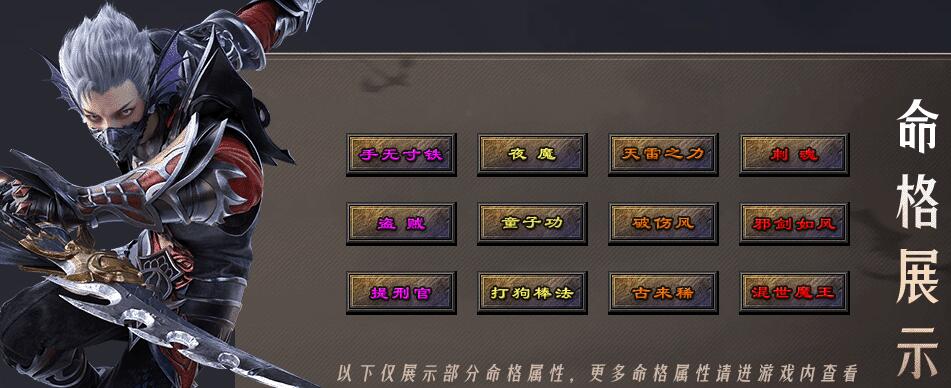 命格展示
手无寸铁 夜魔 天雷之力 刺魂
盗贼 童子功 破伤风 邪剑如风
提刑官 打狗棒法 古来稀 混世魔王
以下仅展示部分命格属性，更多命格属性请进游戏内查看